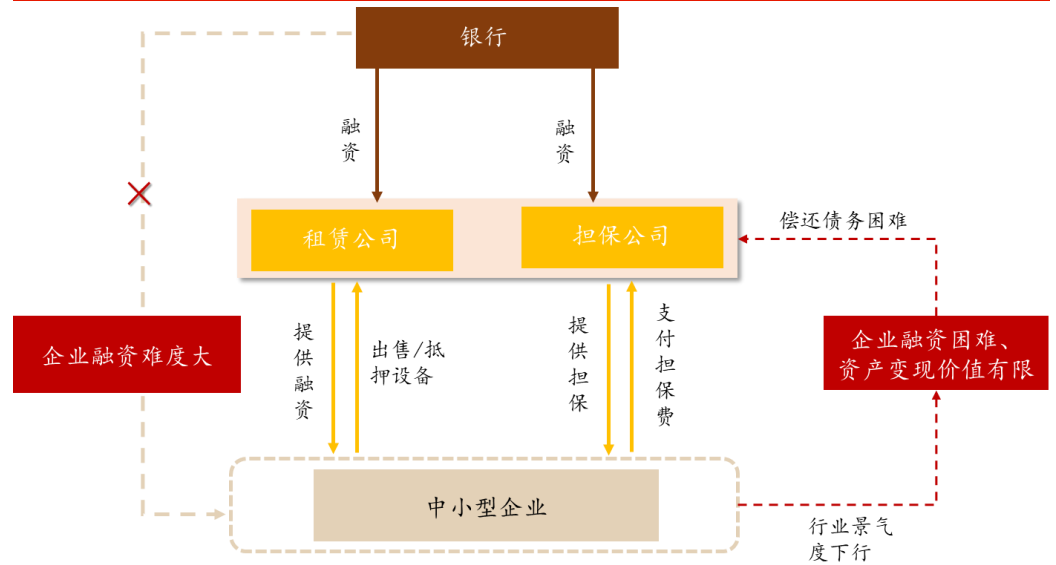 银行
融
资
融
资
租赁公司
担保公司
偿还债务困难
企业融资难度大
提
供
融
资
出售/抵
押设备
提
供
担
保
支
付
担
保
费
企业融资困难、
资产变现价值有限
中小型企业
行业景气
度下行